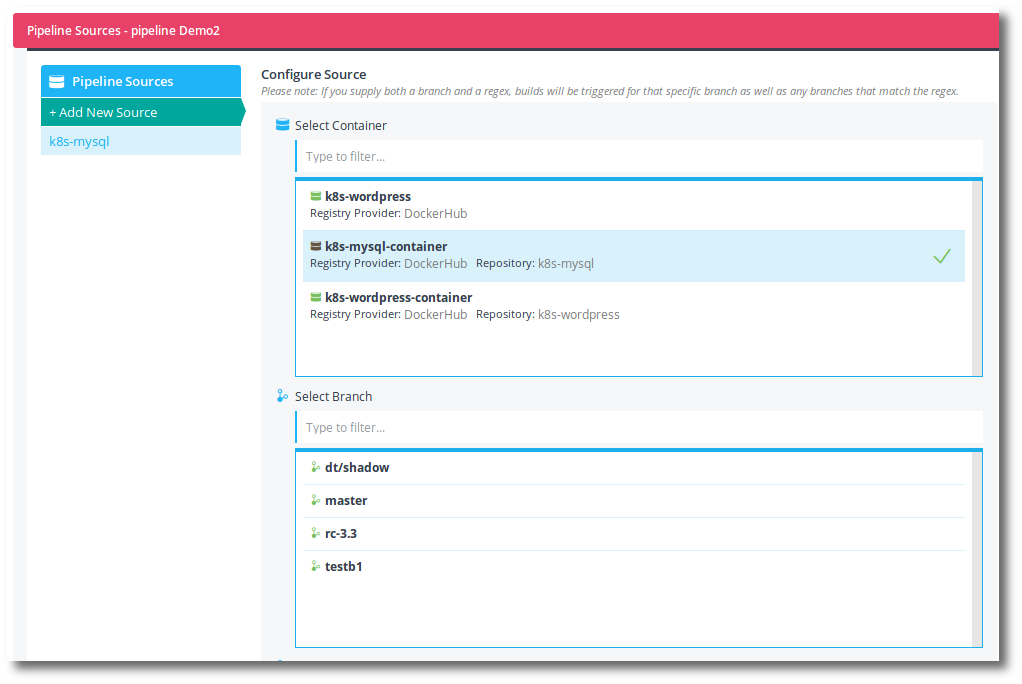 Pipeline Sources - pipeline Demo2
Pipeline Sources
+ Add New Source
k8s-mysql
Configure Source
Please note: If you supply both a branch and a regex, builds will be triggered for that specific branch as well as any branches that match the regex.
Select Container
Type to filter...
k8s-wordpress
Registry Provider: DockerHub
k8s-mysql-container
Registry Provider: DockerHub Repository: k8s-mysql
k8s-wordpress-container
Registry Provider: DockerHub Repository: k8s-wordpress
Select Branch
Type to filter...
dt/shadow
master
rc-3.3
testb1